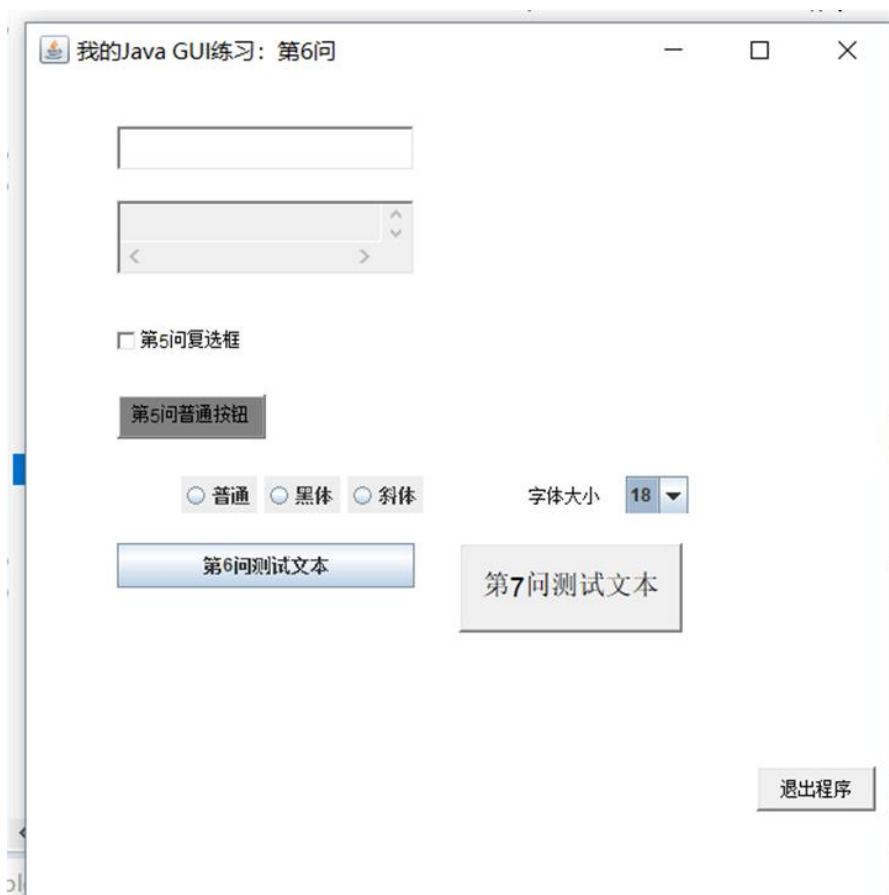 我的Java GUI练习：第6问
第5问复选框
第5问普通按钮
普通 黑体 斜体 字体大小 18
第6问测试文本
第7问测试文本
退出程序